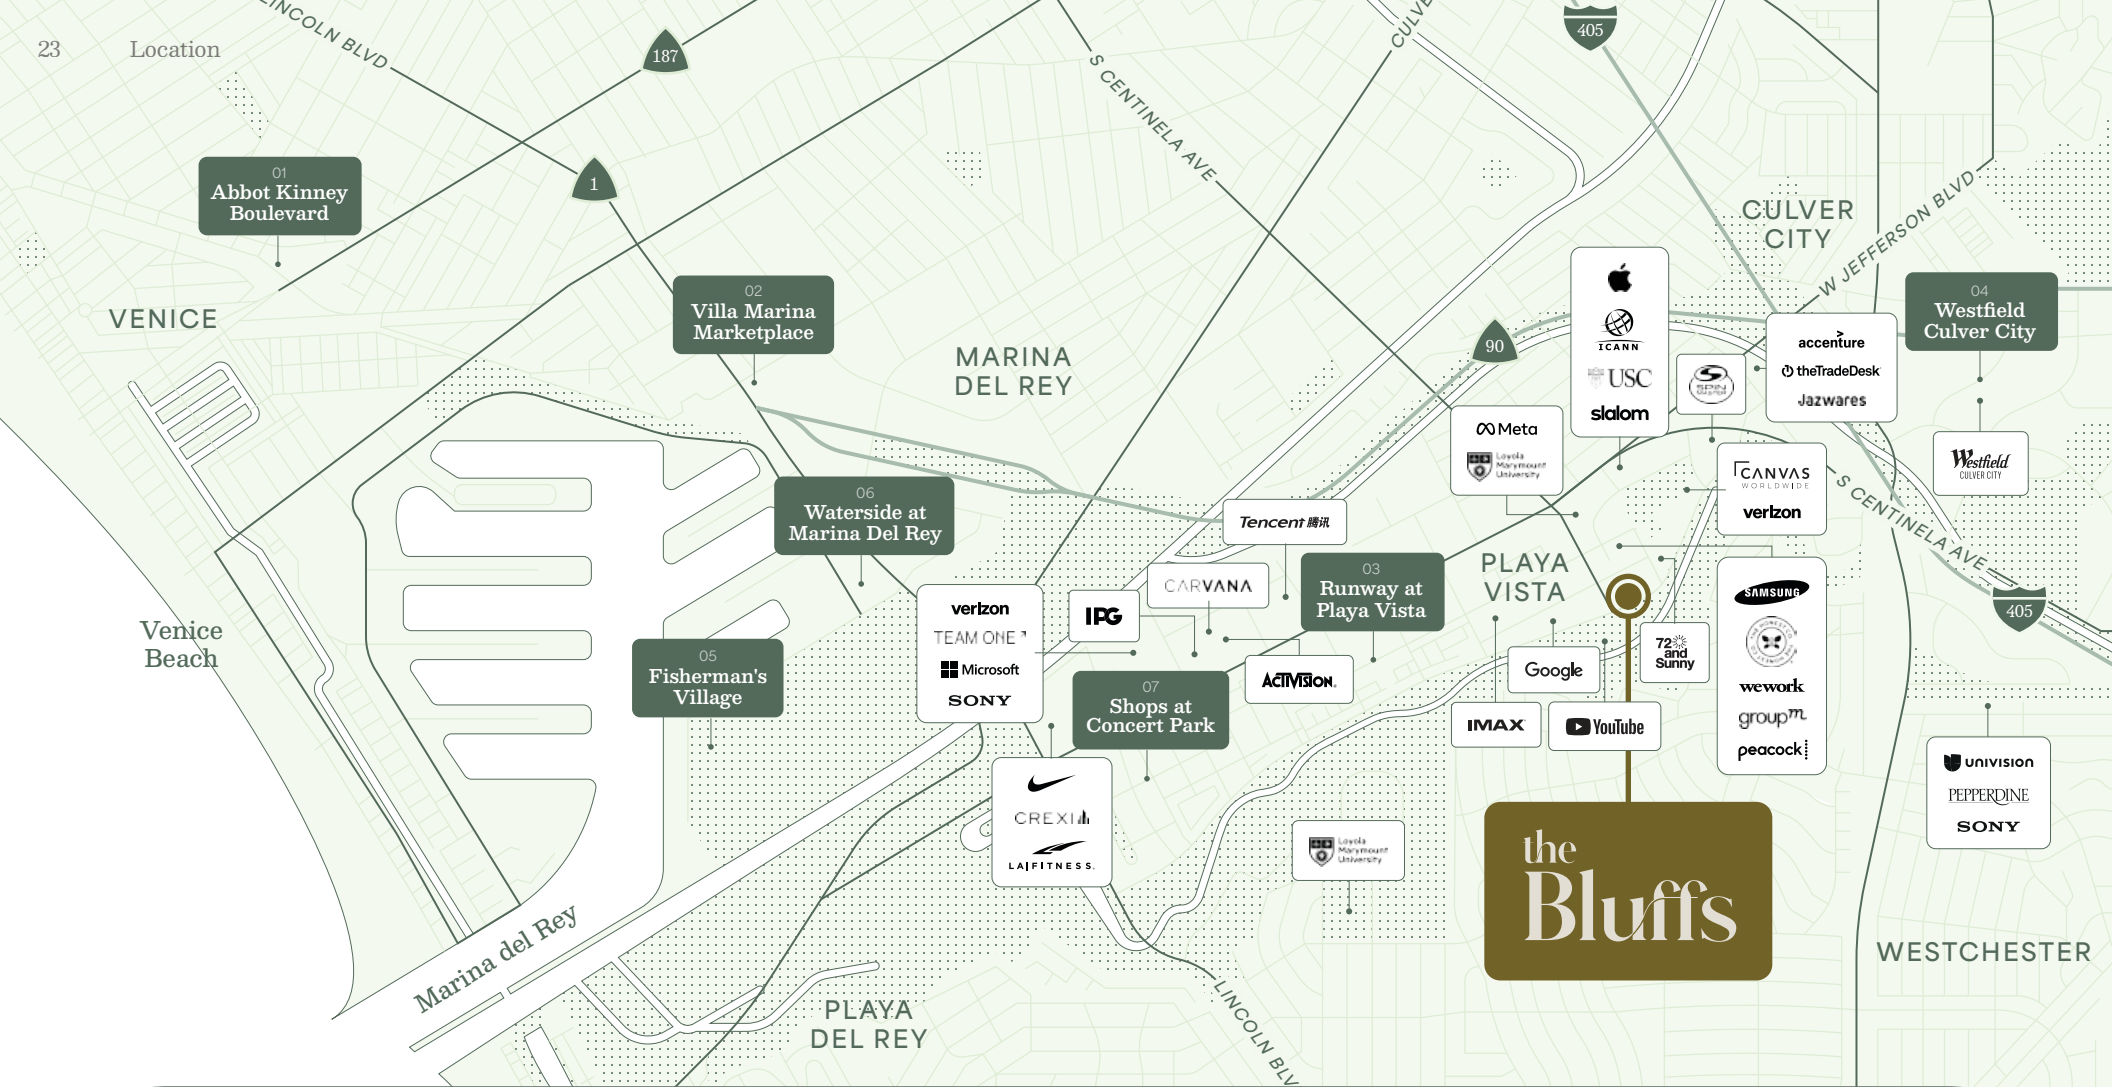 23
Location
LINCOLN BLVD
187
1
S CENTINELA AVE
405
01
Abbot Kinney
Boulevard
VENICE
02
Villa Marina
Marketplace
MARINA
DEL REY
90
CULVER
CITY
W JEFFERSON BLVD
ICANN
USC
slalom
accenture
theTradeDesk
Jazwares
04
Westfield
Culver City
Meta
Loyola
Marymount
University
CANVAS
WORLDWIDE
verizon
Westfield
CULVER CITY
S CENTINELA AVE
06
Waterside at
Marina Del Rey
Tencent 腾讯
CARVANA
03
Runway at
Playa Vista
PLAYA
VISTA
405
Venice
Beach
05
Fisherman's
Village
verizon
TEAM ONE
Microsoft
SONY
IPG
07
Shops at
Concert Park
ACTIVISION
Google
IMAX
YouTube
72
and
Sunny
SAMSUNG
wework
groupm
peacock
UNIVISION
PEPPERDINE
SONY
CREXI
LA|FITNESS.
Loyola
Marymount
University
the
Bluffs
WESTCHESTER
Marina del Rey
PLAYA
DEL REY
LINCOLN BLV